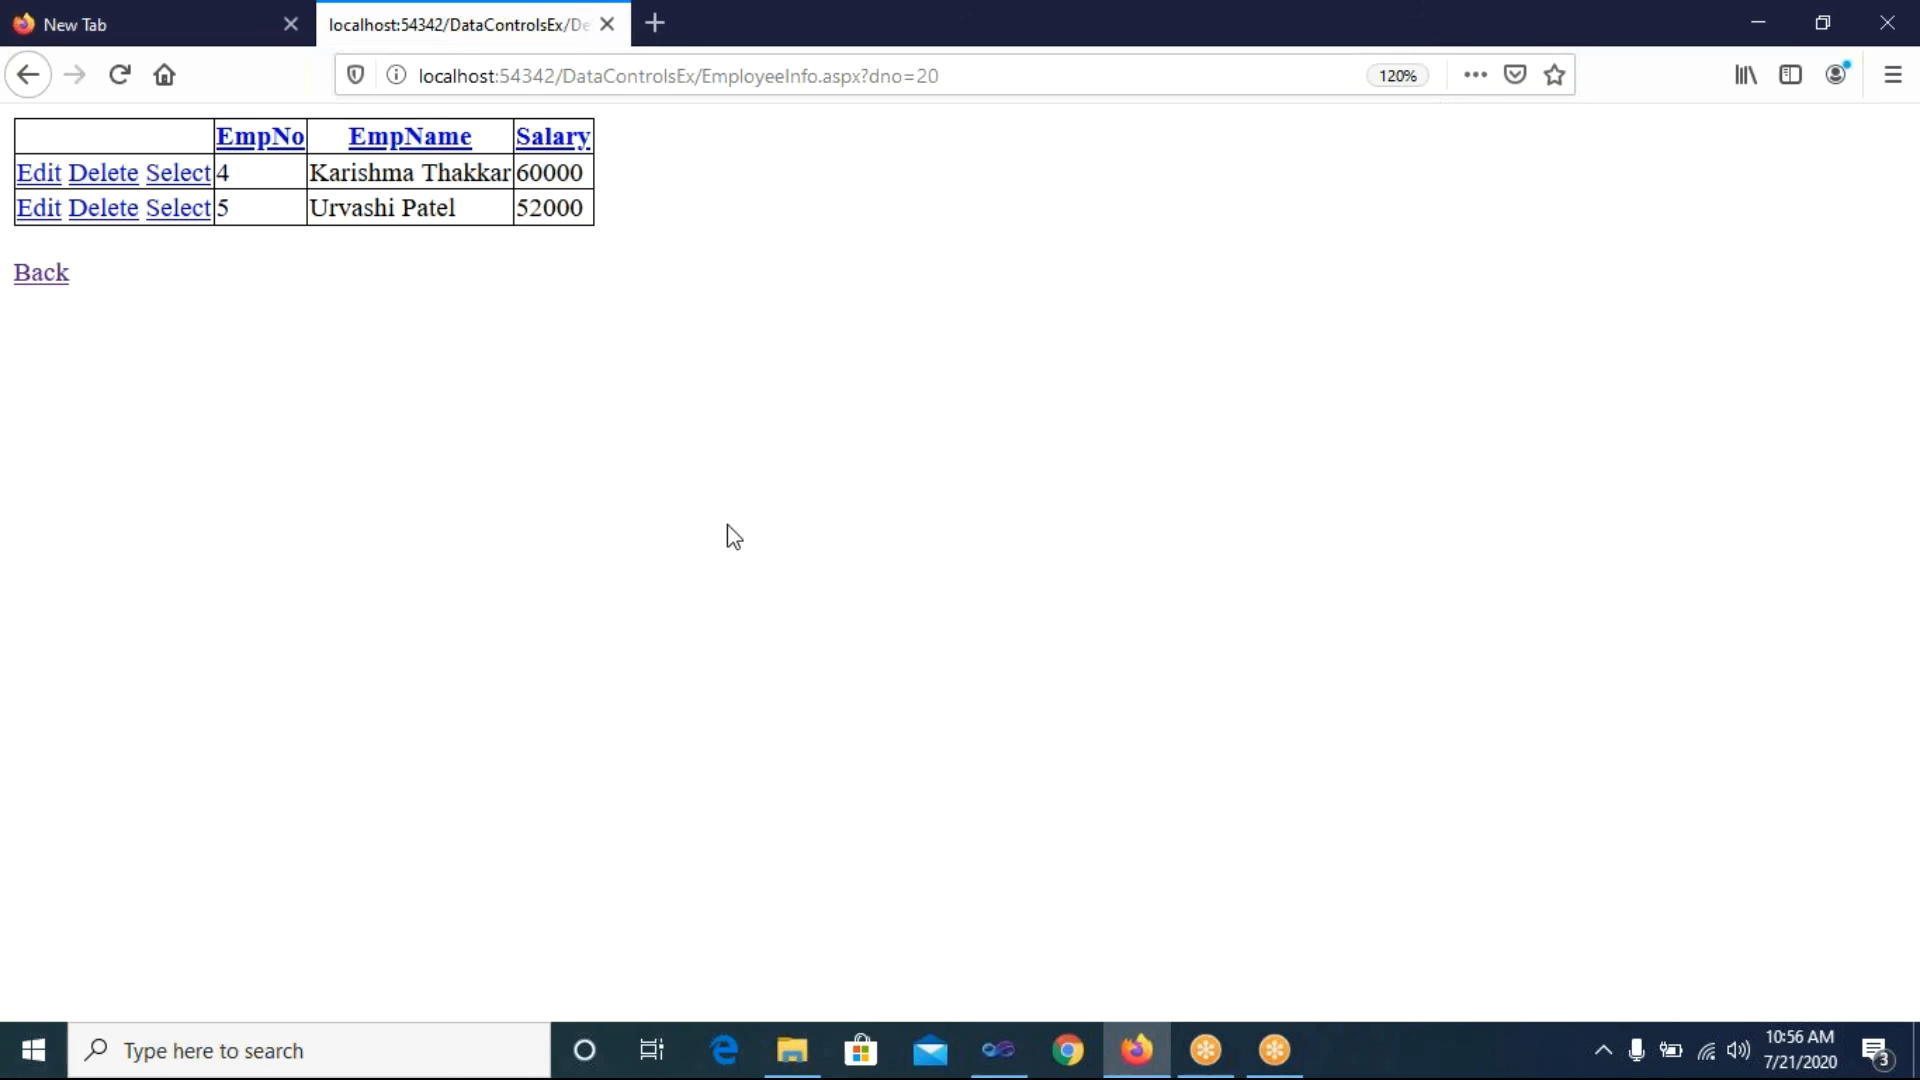 New Tab
localhost:54342/DataControlsEx/De
localhost:54342/DataControlsEx/EmployeeInfo.aspx?dno=20
120%
EmpNo EmpName Salary
Edit Delete Select 4 Karishma Thakkar 60000
Edit Delete Select 5 Urvashi Patel 52000
Back
Type here to search
10:56 AM
7/21/2020
3